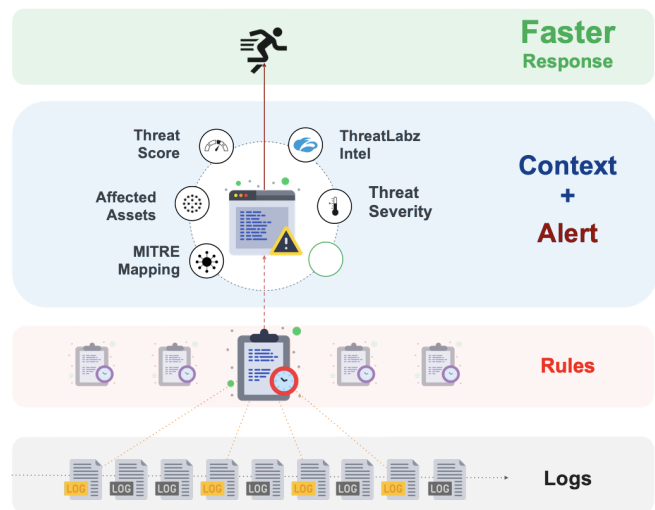 Faster
Response
Threat
Score
ThreatLabz
Intel
Affected
Assets
Threat
Severity
MITRE
Mapping
Context
+
Alert
Rules
LOG
LOG
LOG
LOG
LOG
LOG
LOG
LOG
LOG
Logs